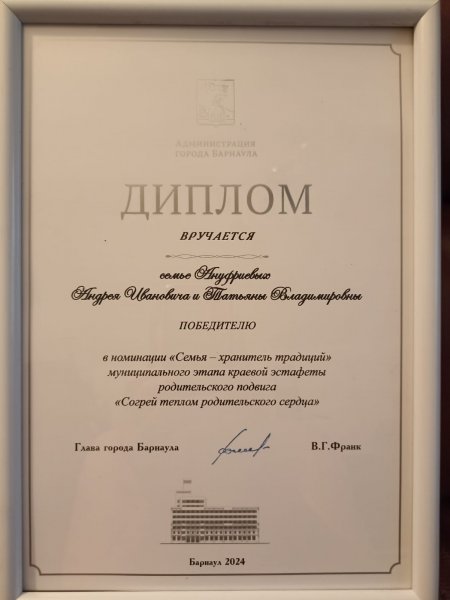 Администрация
города Барнаула
ДИПЛОМ
ВРУЧАЕТСЯ
семье Ануфриевых
Андрея Ивановича и Татьяны Владимировны
ПОБЕДИТЕЛЮ
в номинации «Семья – хранитель традиций»
муниципального этапа краевой эстафеты
родительского подвига
«Согрей теплом родительского сердца»
Глава города Барнаула В.Г.Франк
Барнаул 2024